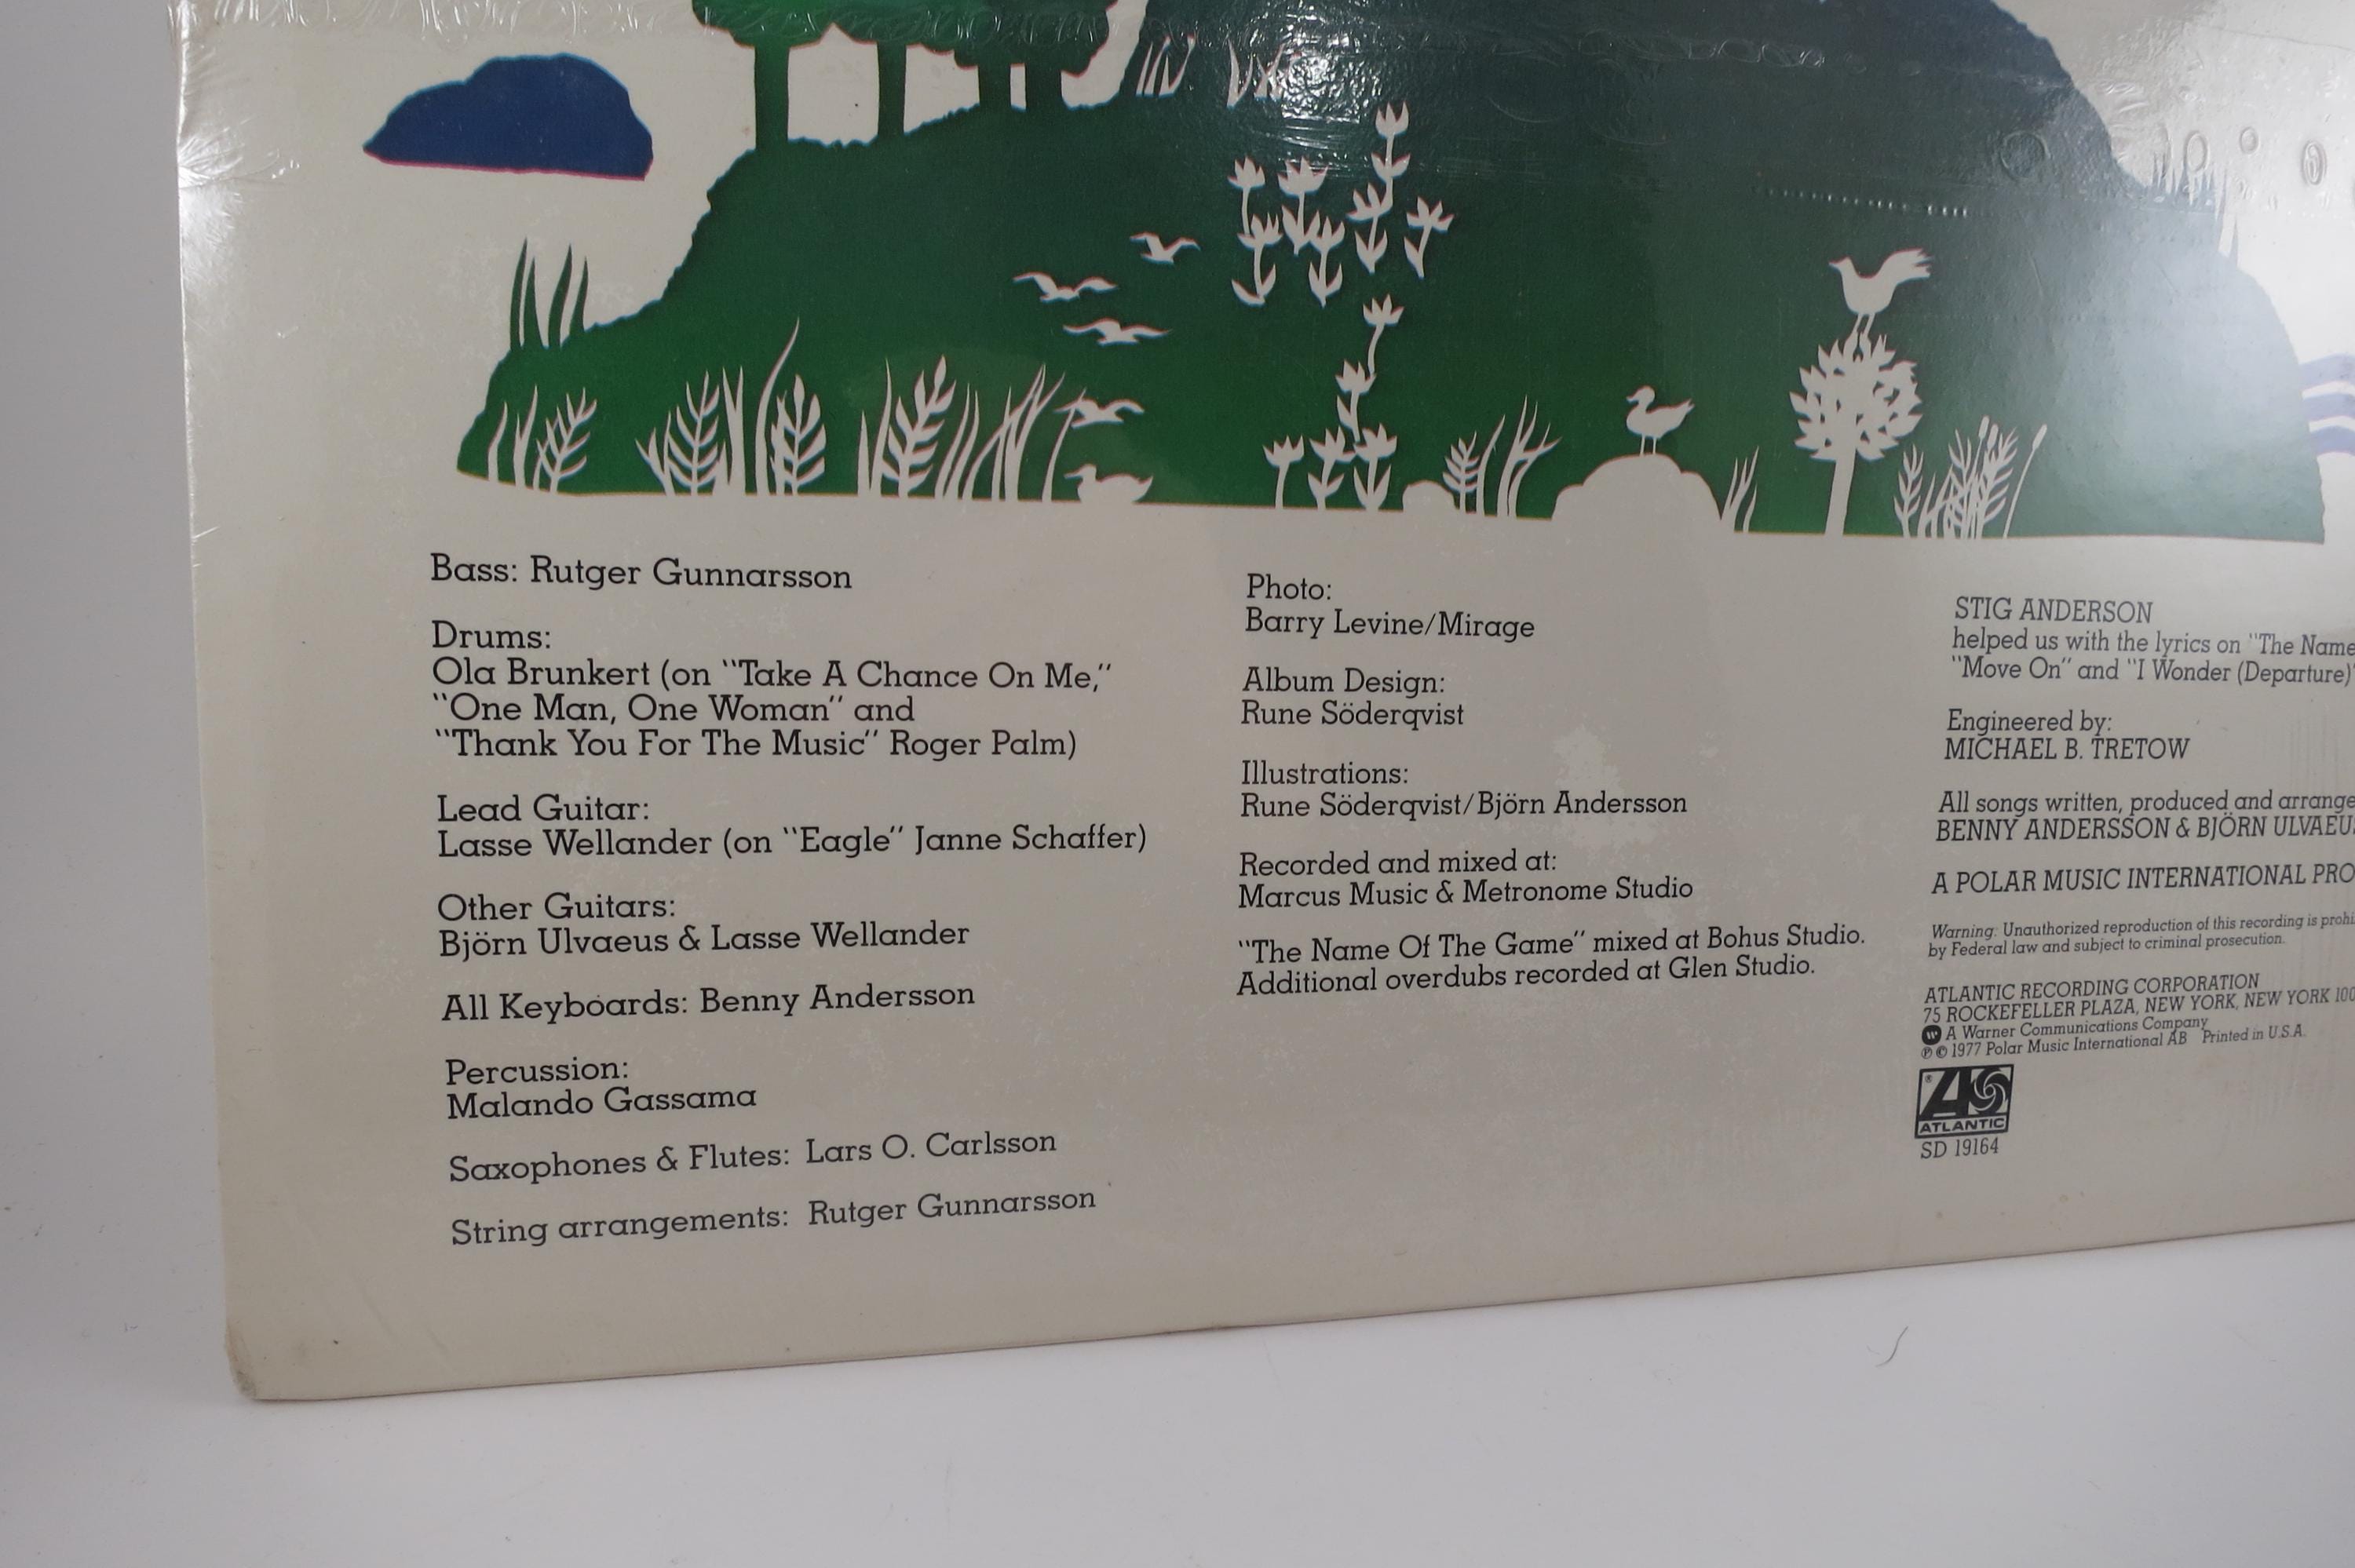 Bass: Rutger Gunnarsson
Drums:
Ola Brunkert (on "Take A Chance On Me,"
"One Man, One Woman" and
"Thank You For The Music" Roger Palm)
Lead Guitar:
Lasse Wellander (on "Eagle" Janne Schaffer)
Other Guitars:
Björn Ulvaeus & Lasse Wellander
All Keyboards: Benny Andersson
Percussion:
Malando Gassama
Saxophones & Flutes: Lars O. Carlsson
String arrangements: Rutger Gunnarsson
Photo:
Barry Levine/Mirage
Album Design:
Rune Söderqvist
Illustrations:
Rune Söderqvist/Björn Andersson
Recorded and mixed at:
Marcus Music & Metronome Studio
"The Name Of The Game" mixed at Bohus Studio.
Additional overdubs recorded at Glen Studio.
STIG ANDERSON
helped us with the lyrics on "The Name
"Move On" and "I Wonder (Departure)"
Engineered by:
MICHAEL B. TRETOW
All songs written, produced and arrange
BENNY ANDERSSON & BJÖRN ULVAEUS
A POLAR MUSIC INTERNATIONAL PRO
Warning: Unauthorized reproduction of this recording is prohi
by Federal law and subject to criminal prosecution.
ATLANTIC RECORDING CORPORATION
75 ROCKEFELLER PLAZA, NEW YORK, NEW YORK 100
A Warner Communications Company
℗ © 1977 Polar Music International AB Printed in U.S.A.
® A
ATLANTIC
SD 19164